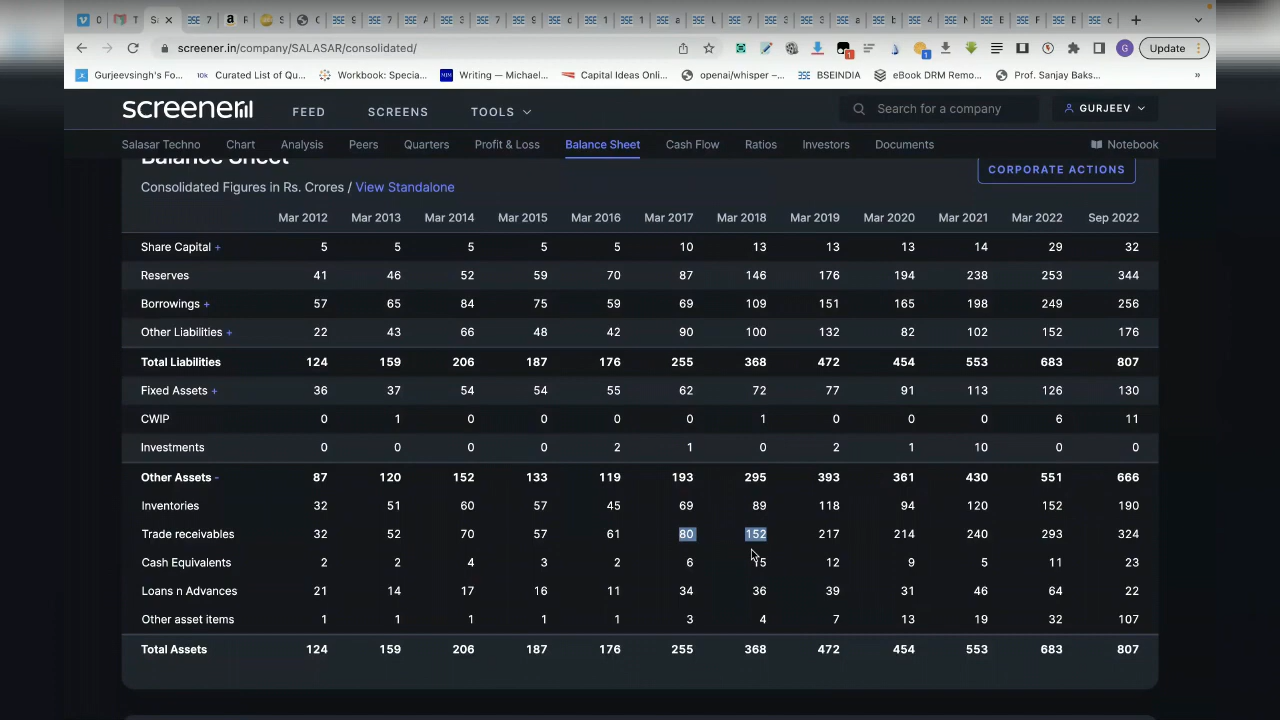 0
T
S
7
R
S
C
9
7
A
3
7
9
c
1
1
a
U
7
3
3
a
b
4
N
E
F
E
c
screener.in/company/SALASAR/consolidated/
1
1
G
Update
Gurjeevsingh's Fo...
Curated List of Qu...
Workbook: Specia...
Writing — Michael...
Capital Ideas Onli...
openai/whisper –...
BSEINDIA
eBook DRM Remo...
Prof. Sanjay Baks...
»
screener
FEED
SCREENS
TOOLS
Search for a company
GURJEEV
Salasar Techno Chart Analysis Peers Quarters Profit & Loss Balance Sheet Cash Flow Ratios Investors Documents Notebook
Balance Sheet
CORPORATE ACTIONS
Consolidated Figures in Rs. Crores / View Standalone
Mar 2012 Mar 2013 Mar 2014 Mar 2015 Mar 2016 Mar 2017 Mar 2018 Mar 2019 Mar 2020 Mar 2021 Mar 2022 Sep 2022
Share Capital + 5 5 5 5 5 10 13 13 13 14 29 32
Reserves 41 46 52 59 70 87 146 176 194 238 253 344
Borrowings + 57 65 84 75 59 69 109 151 165 198 249 256
Other Liabilities + 22 43 66 48 42 90 100 132 82 102 152 176
Total Liabilities 124 159 206 187 176 255 368 472 454 553 683 807
Fixed Assets + 36 37 54 54 55 62 72 77 91 113 126 130
CWIP 0 1 0 0 0 0 1 0 0 0 6 11
Investments 0 0 0 0 2 1 0 2 1 10 0 0
Other Assets - 87 120 152 133 119 193 295 393 361 430 551 666
Inventories 32 51 60 57 45 69 89 118 94 120 152 190
Trade receivables 32 52 70 57 61 80 152 217 214 240 293 324
Cash Equivalents 2 2 4 3 2 6 15 12 9 5 11 23
Loans n Advances 21 14 17 16 11 34 36 39 31 46 64 22
Other asset items 1 1 1 1 1 3 4 7 13 19 32 107
Total Assets 124 159 206 187 176 255 368 472 454 553 683 807